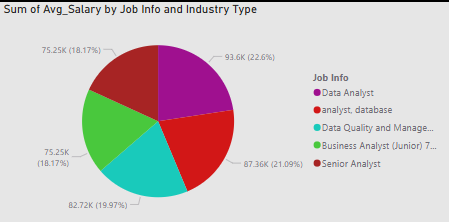 Sum of Avg_Salary by Job Info and Industry Type
75.25K (18.17%)
93.6K (22.6%)
Job Info
Data Analyst
analyst, database
Data Quality and Manage...
Business Analyst (Junior) 7...
Senior Analyst
75.25K
(18.17%)
87.36K (21.09%)
82.72K (19.97%)